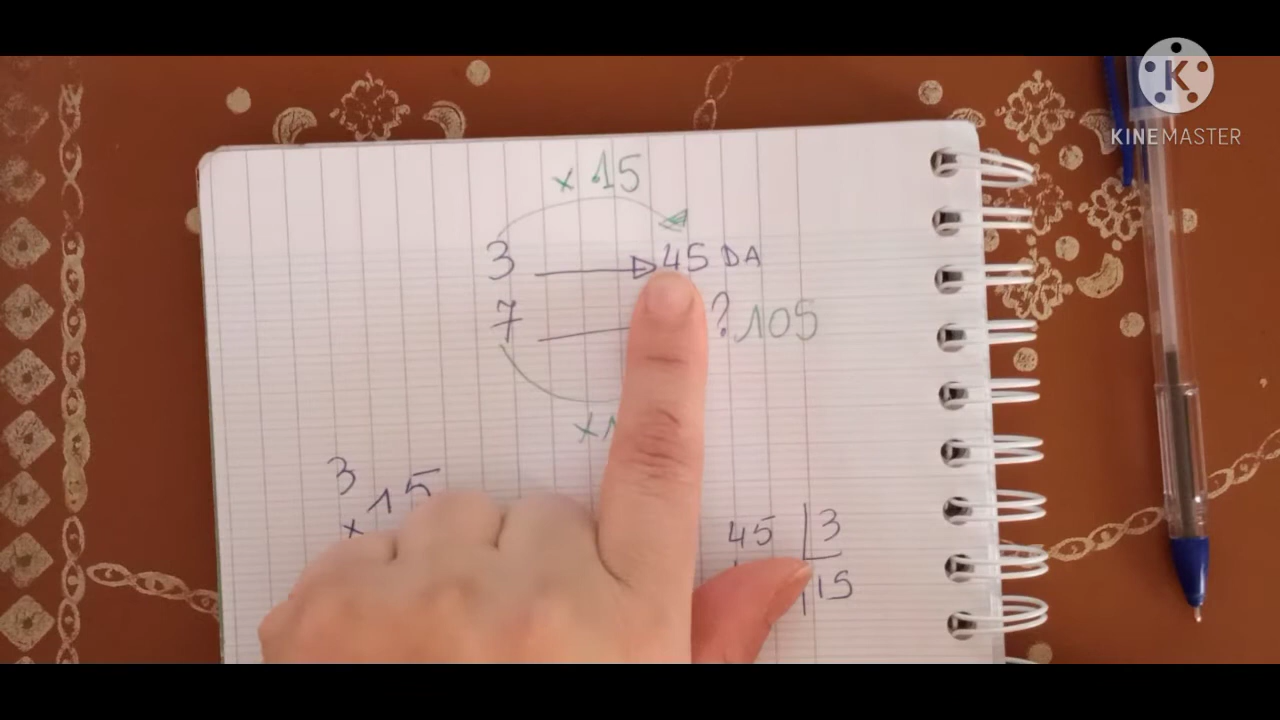 K
KINEMASTER
x 15
3 → 45 DA
7 ? 105
3
x 15
45 3
15